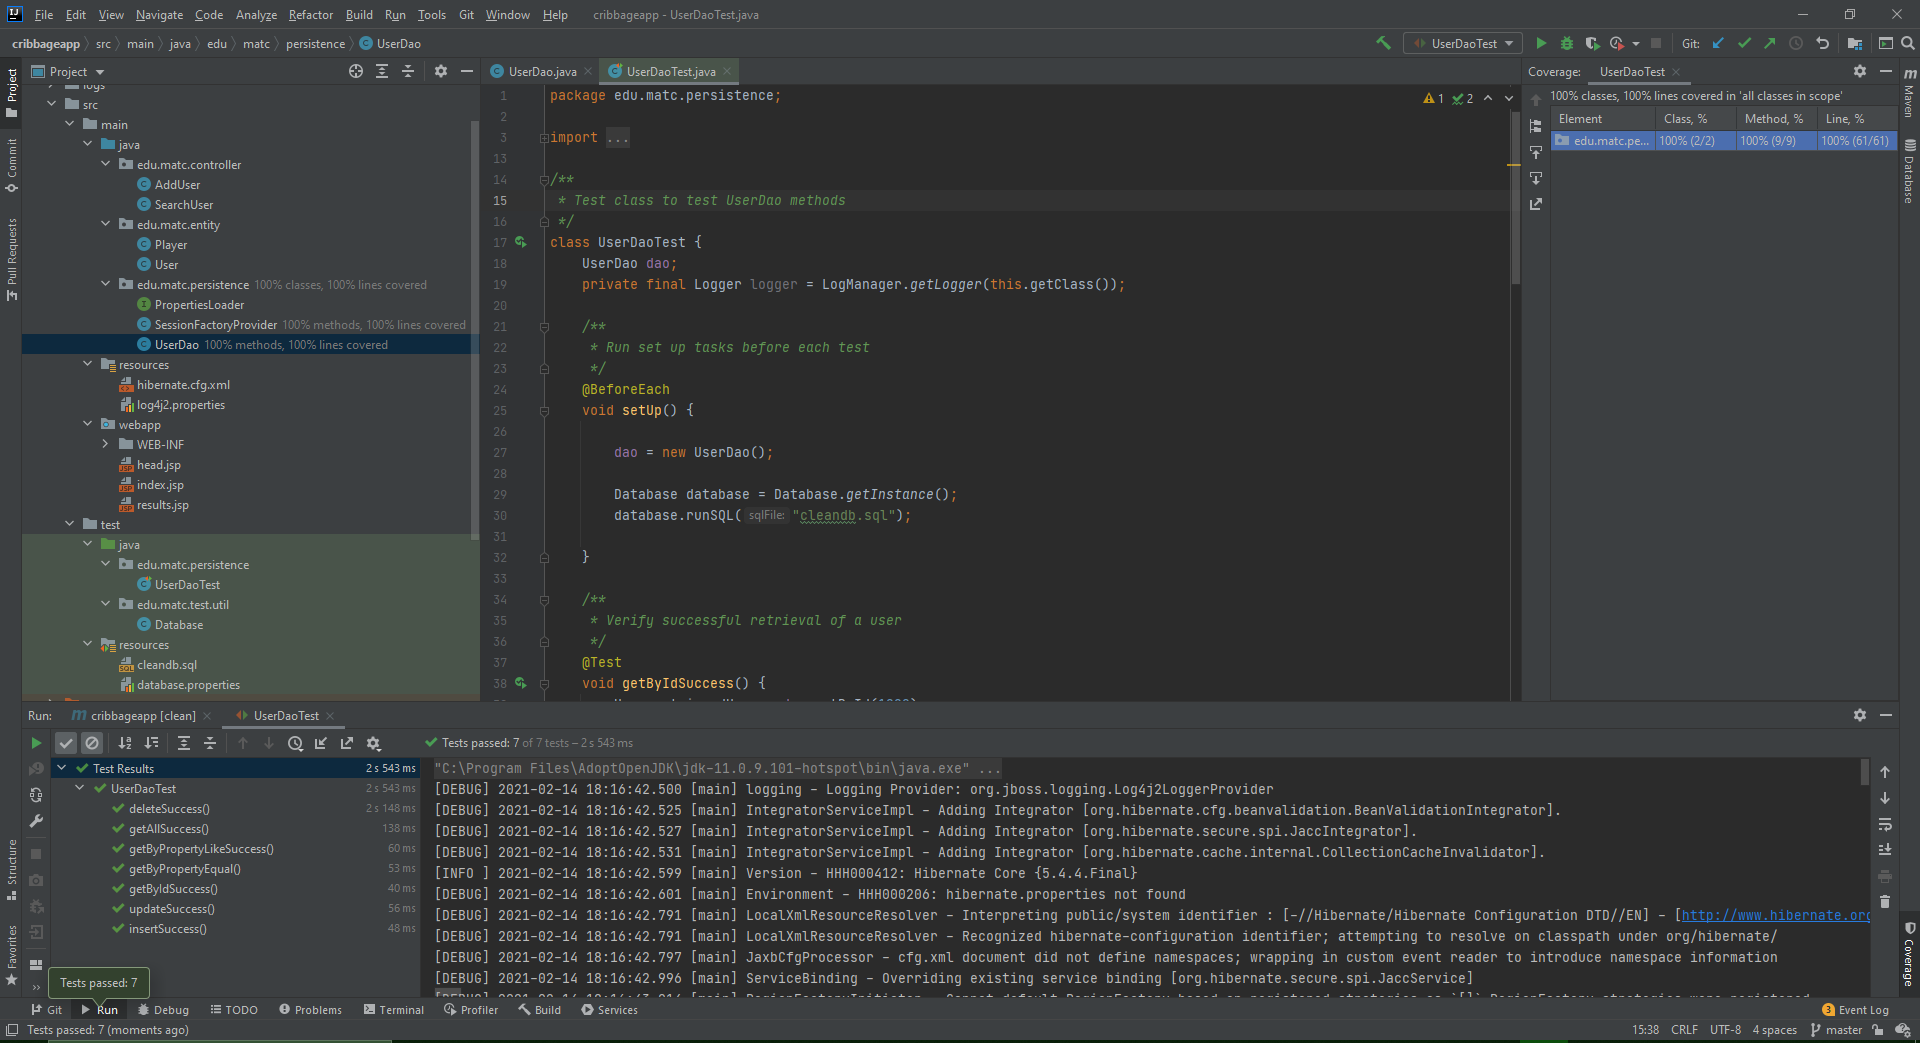 File Edit View Navigate Code Analyze Refactor Build Run Tools Git Window Help cribbageapp - UserDaoTest.java
cribbageapp src main java edu matc persistence UserDao
UserDaoTest
Git:
Project
UserDao.java
UserDaoTest.java
Coverage: UserDaoTest
logs
src
main
java
edu.matc.controller
AddUser
SearchUser
edu.matc.entity
Player
User
edu.matc.persistence 100% classes, 100% lines covered
PropertiesLoader
SessionFactoryProvider 100% methods, 100% lines covered
UserDao 100% methods, 100% lines covered
resources
hibernate.cfg.xml
log4j2.properties
webapp
WEB-INF
head.jsp
index.jsp
results.jsp
test
java
edu.matc.persistence
UserDaoTest
edu.matc.test.util
Database
resources
cleandb.sql
database.properties
Project
Commit
Pull Requests
Structure
Favorites
1 package edu.matc.persistence;
2
3 import ...
13
14 /**
15 * Test class to test UserDao methods
16 */
17 class UserDaoTest {
18 UserDao dao;
19 private final Logger logger = LogManager.getLogger(this.getClass());
20
21 /**
22 * Run set up tasks before each test
23 */
24 @BeforeEach
25 void setUp() {
26
27 dao = new UserDao();
28
29 Database database = Database.getInstance();
30 database.runSQL( sqlFile: "cleandb.sql");
31
32 }
33
34 /**
35 * Verify successful retrieval of a user
36 */
37 @Test
38 void getByIdSuccess() {
1 2
100% classes, 100% lines covered in 'all classes in scope'
Element Class, % Method, % Line, %
edu.matc.pe... 100% (2/2) 100% (9/9) 100% (61/61)
Maven
Database
Coverage
Run: cribbageapp [clean] UserDaoTest
Tests passed: 7 of 7 tests – 2 s 543 ms
Test Results 2 s 543 ms
UserDaoTest 2 s 543 ms
deleteSuccess() 2 s 148 ms
getAllSuccess() 138 ms
getByPropertyLikeSuccess() 60 ms
getByPropertyEqual() 53 ms
getByIdSuccess() 40 ms
updateSuccess() 56 ms
insertSuccess() 48 ms
"C:\Program Files\AdoptOpenJDK\jdk-11.0.9.101-hotspot\bin\java.exe" ...
[DEBUG] 2021-02-14 18:16:42.500 [main] logging - Logging Provider: org.jboss.logging.Log4j2LoggerProvider
[DEBUG] 2021-02-14 18:16:42.525 [main] IntegratorServiceImpl - Adding Integrator [org.hibernate.cfg.beanvalidation.BeanValidationIntegrator].
[DEBUG] 2021-02-14 18:16:42.527 [main] IntegratorServiceImpl - Adding Integrator [org.hibernate.secure.spi.JaccIntegrator].
[DEBUG] 2021-02-14 18:16:42.531 [main] IntegratorServiceImpl - Adding Integrator [org.hibernate.cache.internal.CollectionCacheInvalidator].
[INFO ] 2021-02-14 18:16:42.599 [main] Version - HHH000412: Hibernate Core {5.4.4.Final}
[DEBUG] 2021-02-14 18:16:42.601 [main] Environment - HHH000206: hibernate.properties not found
[DEBUG] 2021-02-14 18:16:42.791 [main] LocalXmlResourceResolver - Interpreting public/system identifier : [-//Hibernate/Hibernate Configuration DTD//EN] - [http://www.hibernate.org
[DEBUG] 2021-02-14 18:16:42.791 [main] LocalXmlResourceResolver - Recognized hibernate-configuration identifier; attempting to resolve on classpath under org/hibernate/
[DEBUG] 2021-02-14 18:16:42.797 [main] JaxbCfgProcessor - cfg.xml document did not define namespaces; wrapping in custom event reader to introduce namespace information
[DEBUG] 2021-02-14 18:16:42.996 [main] ServiceBinding - Overriding existing service binding [org.hibernate.secure.spi.JaccService]
Tests passed: 7
Git Run Debug TODO Problems Terminal Profiler Build Services 3 Event Log
Tests passed: 7 (moments ago) 15:38 CRLF UTF-8 4 spaces master